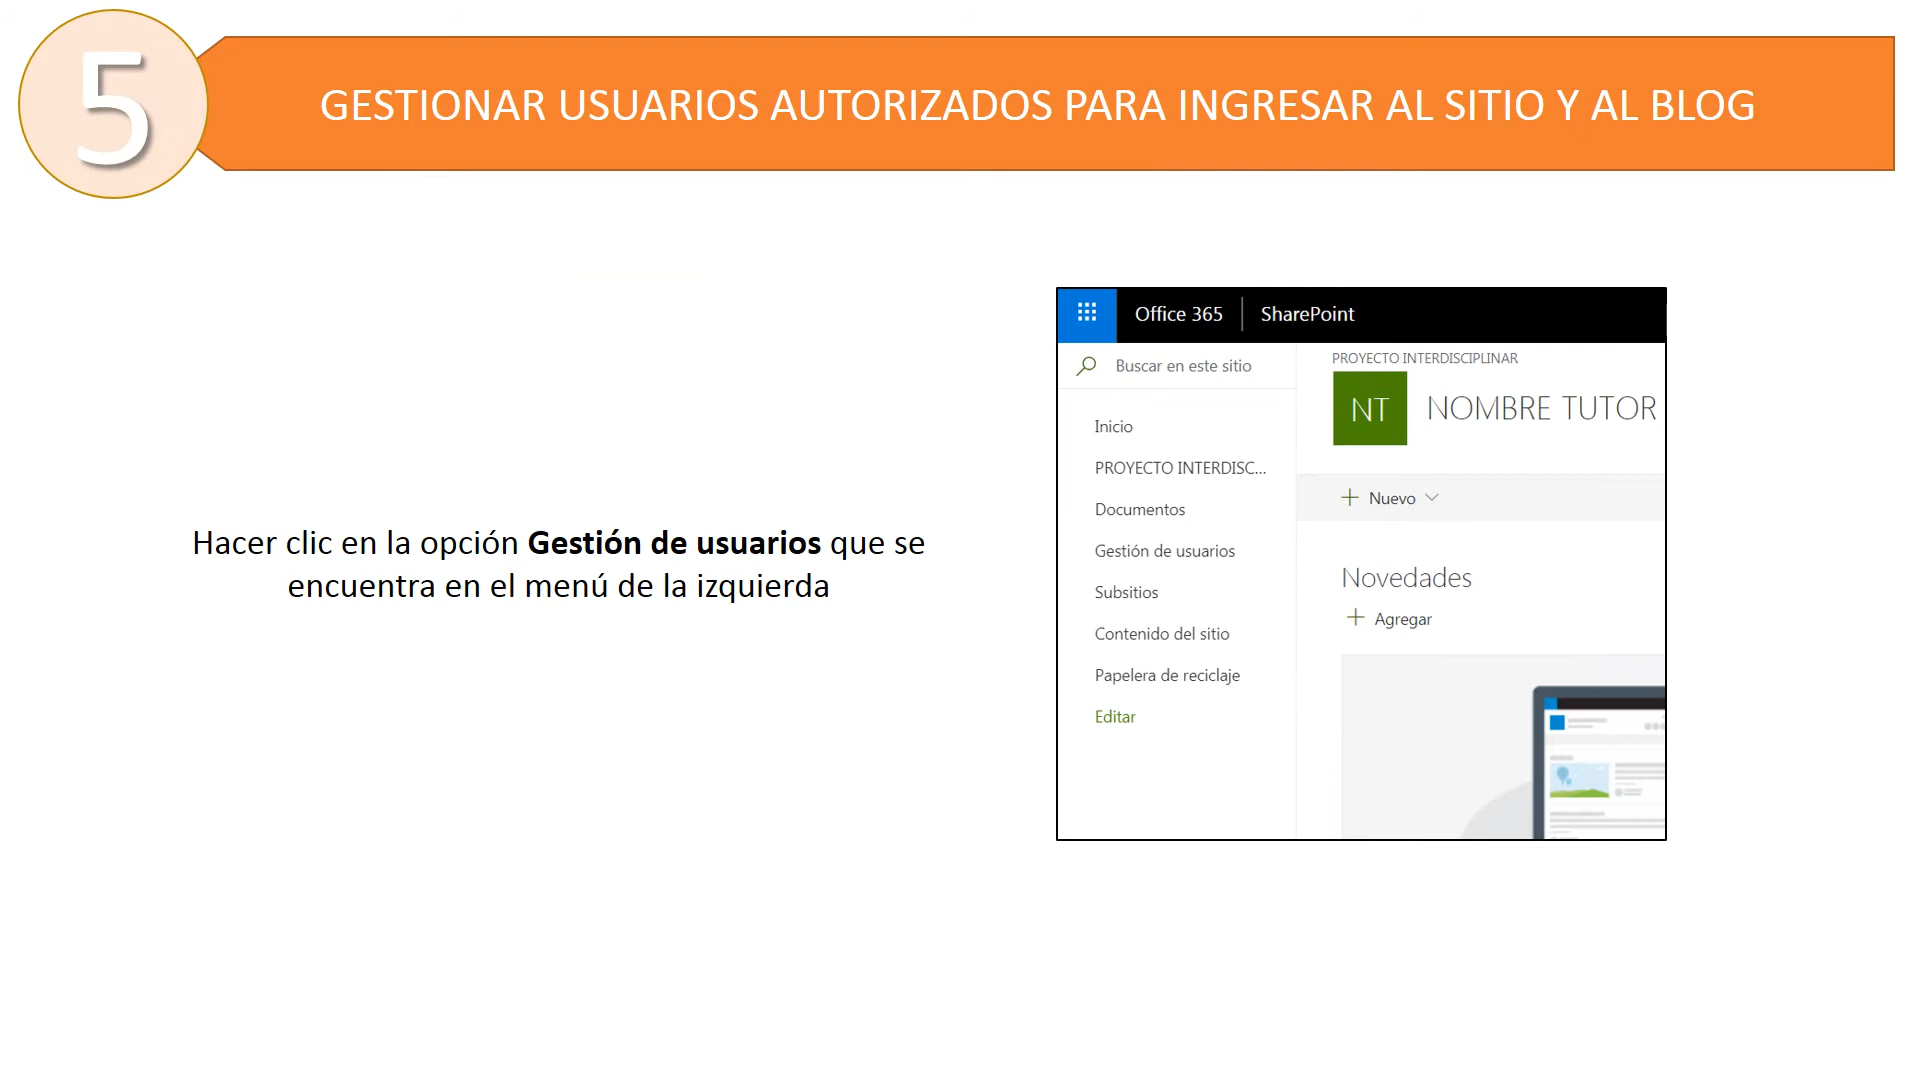 5
GESTIONAR USUARIOS AUTORIZADOS PARA INGRESAR AL SITIO Y AL BLOG
Hacer clic en la opción Gestión de usuarios que se
encuentra en el menú de la izquierda
Office 365 SharePoint
Buscar en este sitio
Inicio
PROYECTO INTERDISC...
Documentos
Gestión de usuarios
Subsitios
Contenido del sitio
Papelera de reciclaje
Editar
PROYECTO INTERDISCIPLINAR
NT NOMBRE TUTOR
+ Nuevo
Novedades
+ Agregar